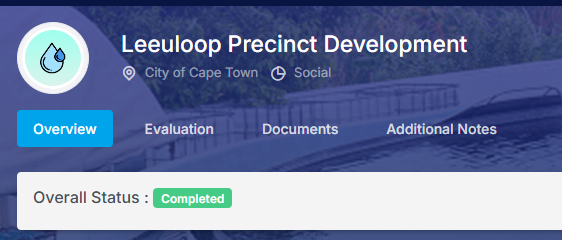 Leeuloop Precinct Development
City of Cape Town Social
Overview Evaluation Documents Additional Notes
Overall Status : Completed